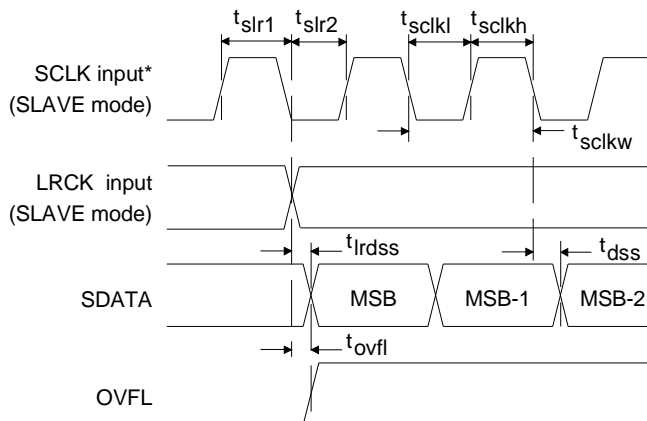 tslr1 tslr2 tsclkl tsclkh
SCLK input*
(SLAVE mode)
tsclkw
LRCK input
(SLAVE mode)
tlrdss
tdss
SDATA MSB MSB-1 MSB-2
tovfl
OVFL